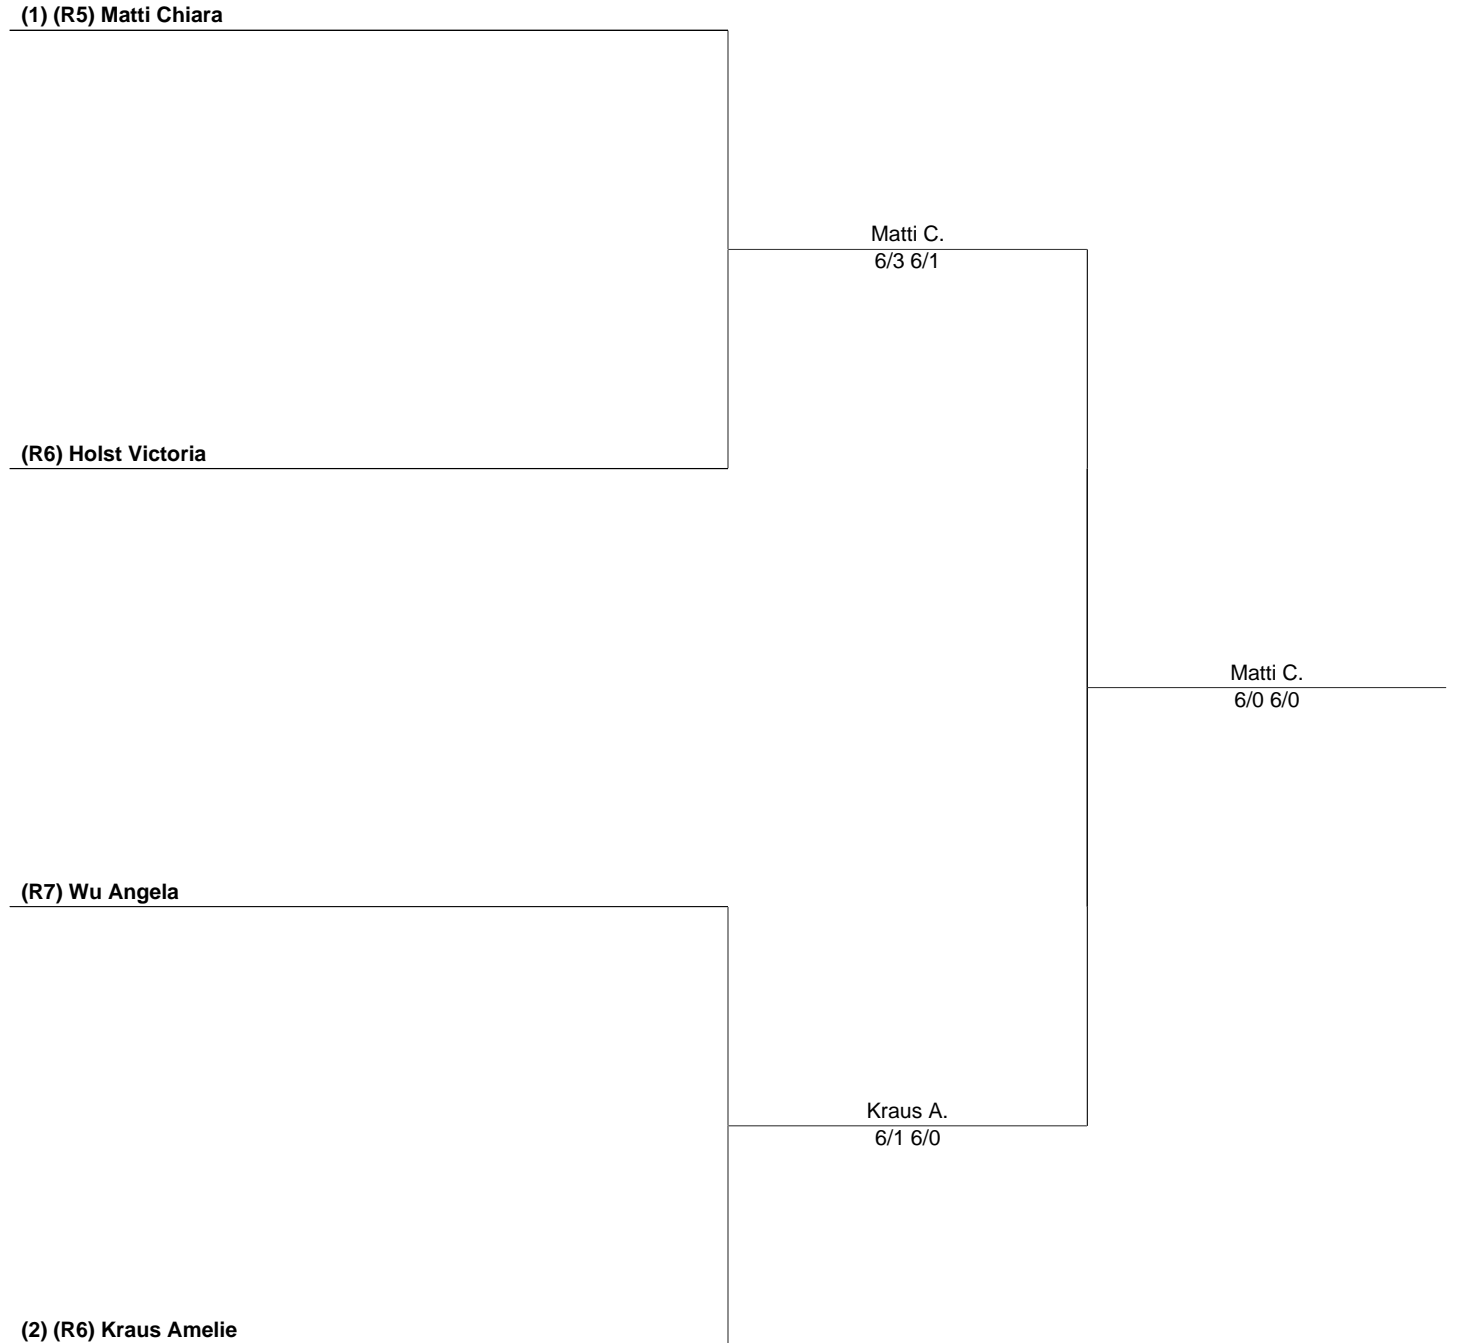 (1) (R5) Matti Chiara
Matti C.
6/3 6/1
(R6) Holst Victoria
Matti C.
6/0 6/0
(R7) Wu Angela
Kraus A.
6/1 6/0
(2) (R6) Kraus Amelie